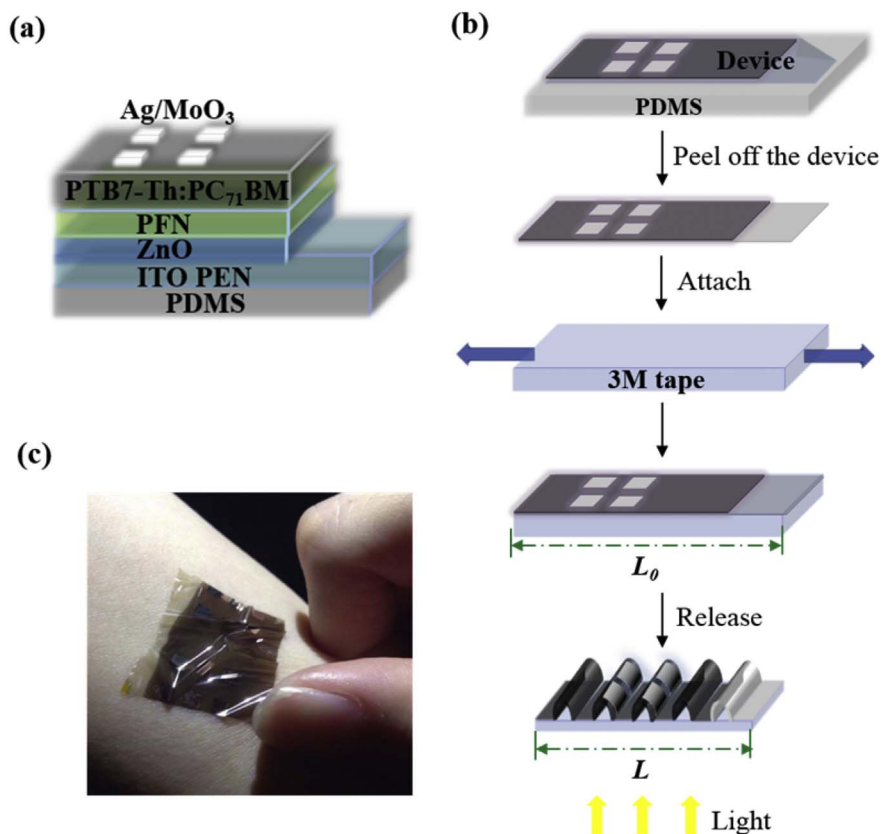 (a)
Ag/MoO₃
PTB7-Th:PC₇₁BM
PFN
ZnO
ITO PEN
PDMS
(b)
Device
PDMS
Peel off the device
Attach
3M tape
L₀
Release
L
Light
(c)